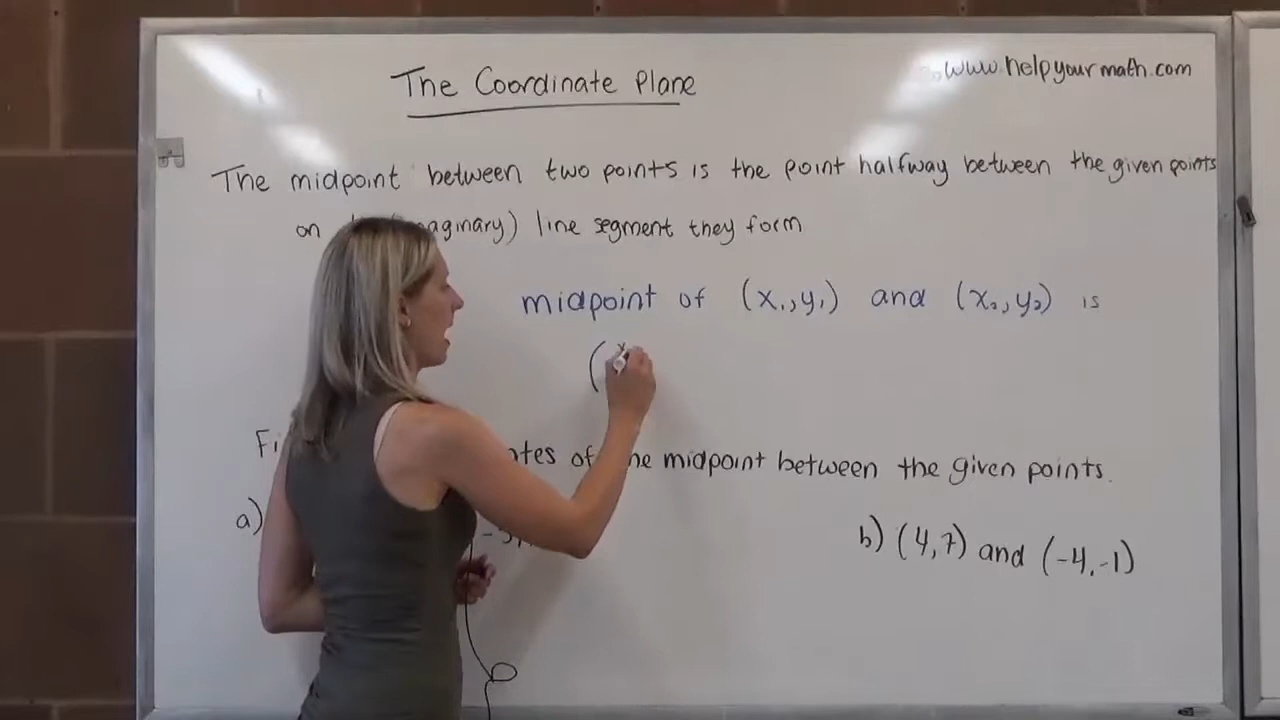 The Coordinate Plane
www.helpyourmath.com
The midpoint between two points is the point halfway between the given points
on line segment they form
midpoint of (x₁,y₁) and (x₂,y₂) is
(
of midpoint between the given points.
a)
b) (4,7) and (-4,-1)